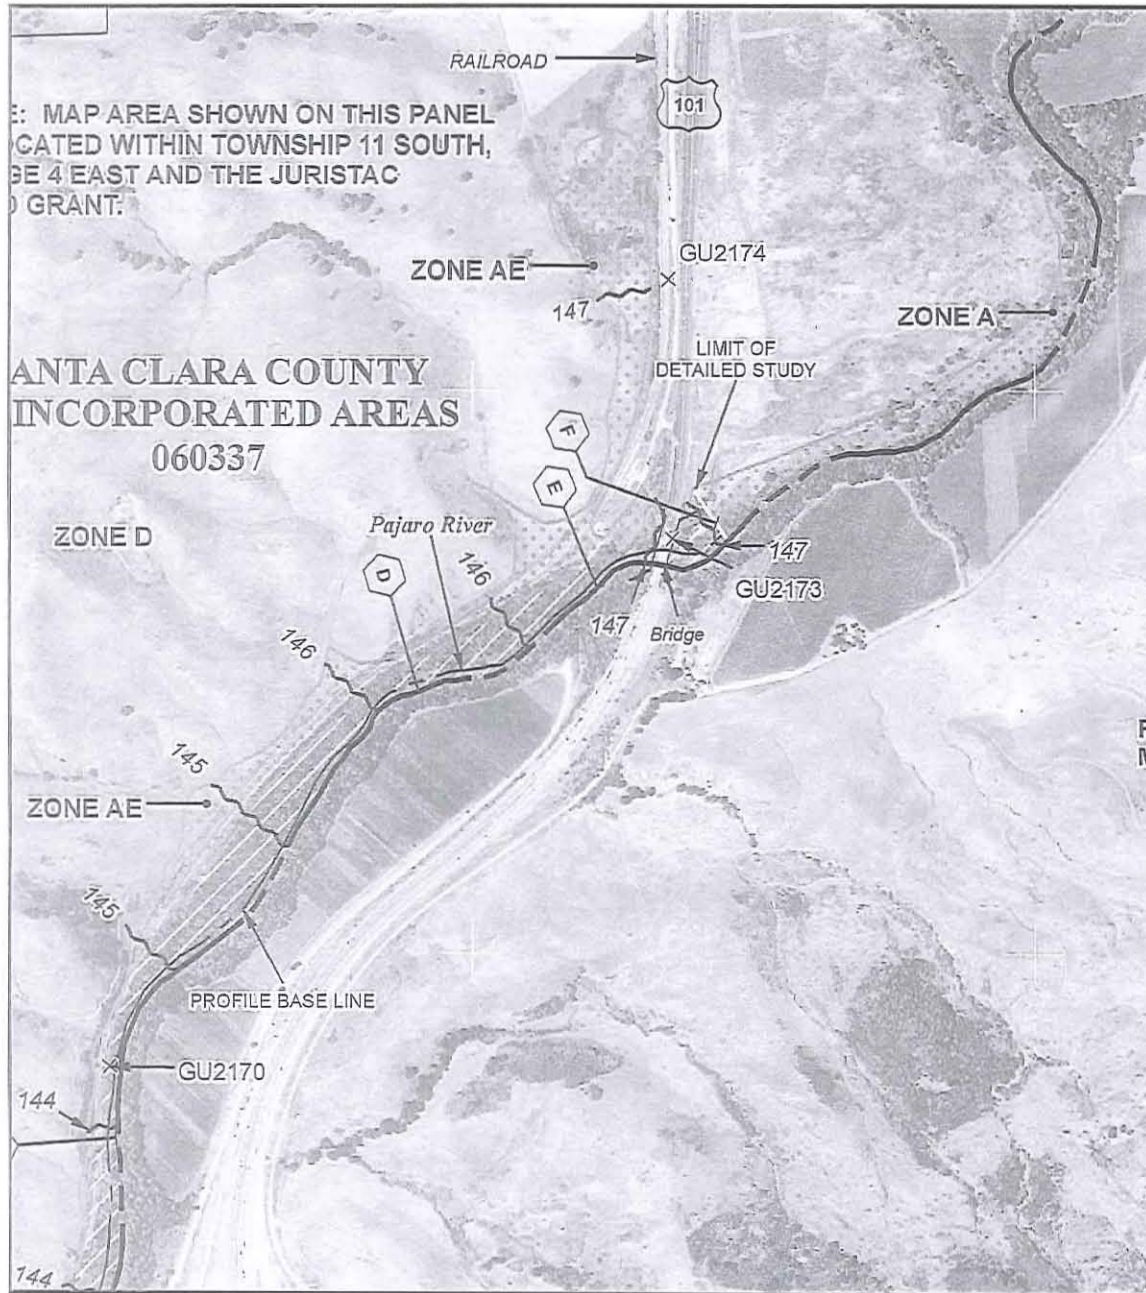 RAILROAD
101
E: MAP AREA SHOWN ON THIS PANEL
CATED WITHIN TOWNSHIP 11 SOUTH,
GE 4 EAST AND THE JURISTAC
D GRANT.
GU2174
ZONE AE
147
ZONE A
LIMIT OF
DETAILED STUDY
ANTA CLARA COUNTY
INCORPORATED AREAS
060337
F
E
ZONE D
Pajaro River
D
146
147
GU2173
147
Bridge
146
145
ZONE AE
145
PROFILE BASE LINE
GU2170
144
144